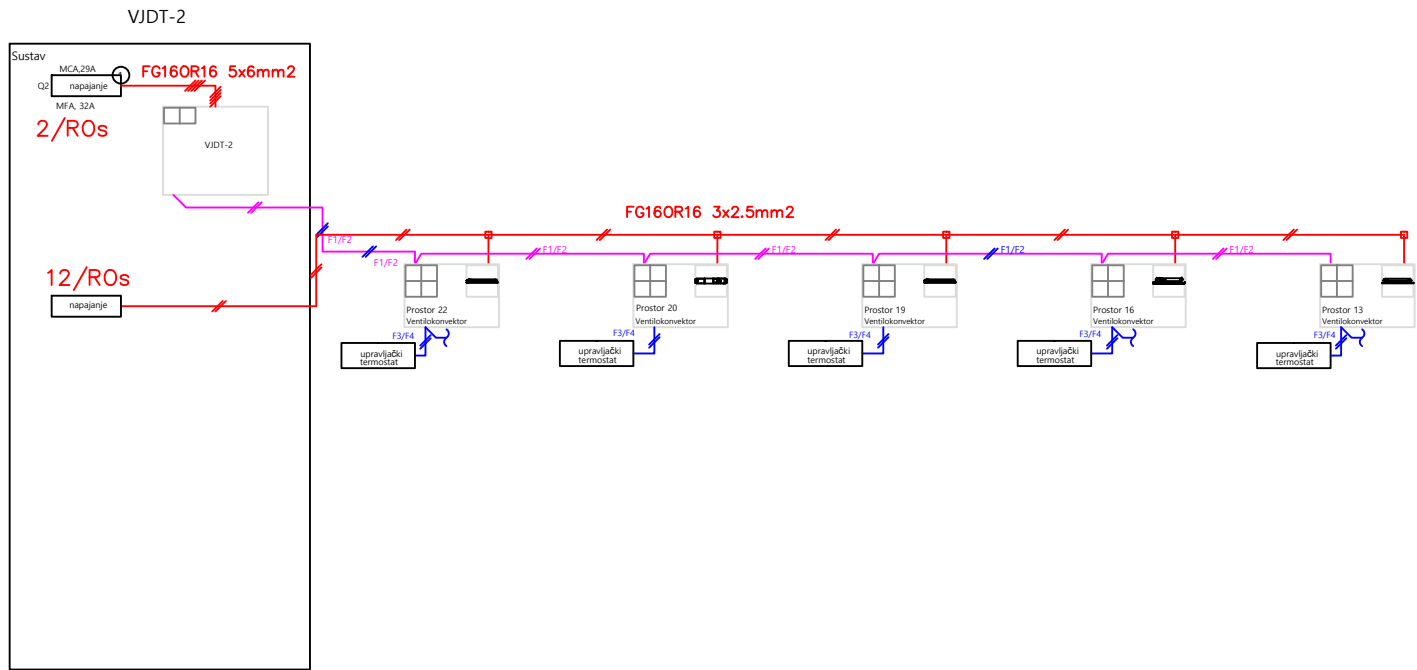 VJDT-2
Sustav
MCA,29A
Q2
napajanje
FG16OR16 5x6mm2
MFA, 32A
2/ROs
VJDT-2
FG16OR16 3x2.5mm2
F1/F2
F1/F2
F1/F2
F1/F2
F1/F2
F1/F2
12/ROs
napajanje
Prostor 22
Ventilokonvektor
Prostor 20
Ventilokonvektor
Prostor 19
Ventilokonvektor
Prostor 16
Ventilokonvektor
Prostor 13
Ventilokonvektor
F3/F4
F3/F4
F3/F4
F3/F4
F3/F4
upravljački
termostat
upravljački
termostat
upravljački
termostat
upravljački
termostat
upravljački
termostat